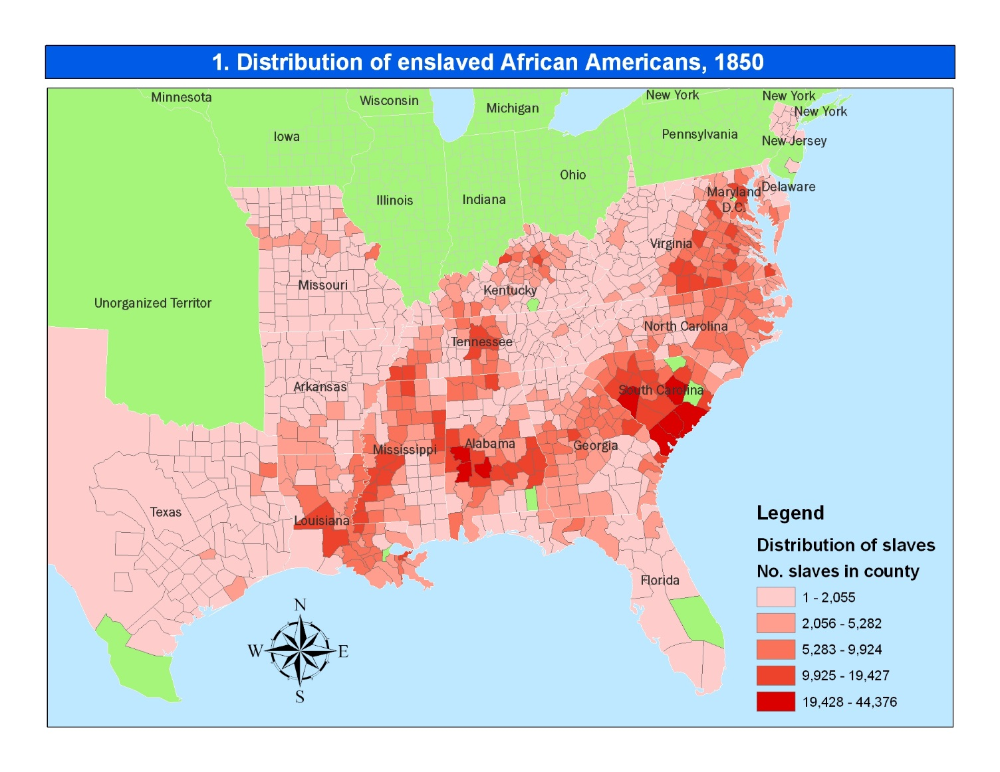 1. Distribution of enslaved African Americans, 1850
Minnesota
Wisconsin
Michigan
New York
New York
New York
Iowa
Pennsylvania
New Jersey
Ohio
Illinois
Indiana
Maryland
Delaware
D.C.
Virginia
Missouri
Kentucky
Unorganized Territor
North Carolina
Tennessee
Arkansas
South Carolina
Mississippi
Alabama
Georgia
Texas
Louisiana
Florida
N
W
E
S
Legend
Distribution of slaves
No. slaves in county
1 - 2,055
2,056 - 5,282
5,283 - 9,924
9,925 - 19,427
19,428 - 44,376